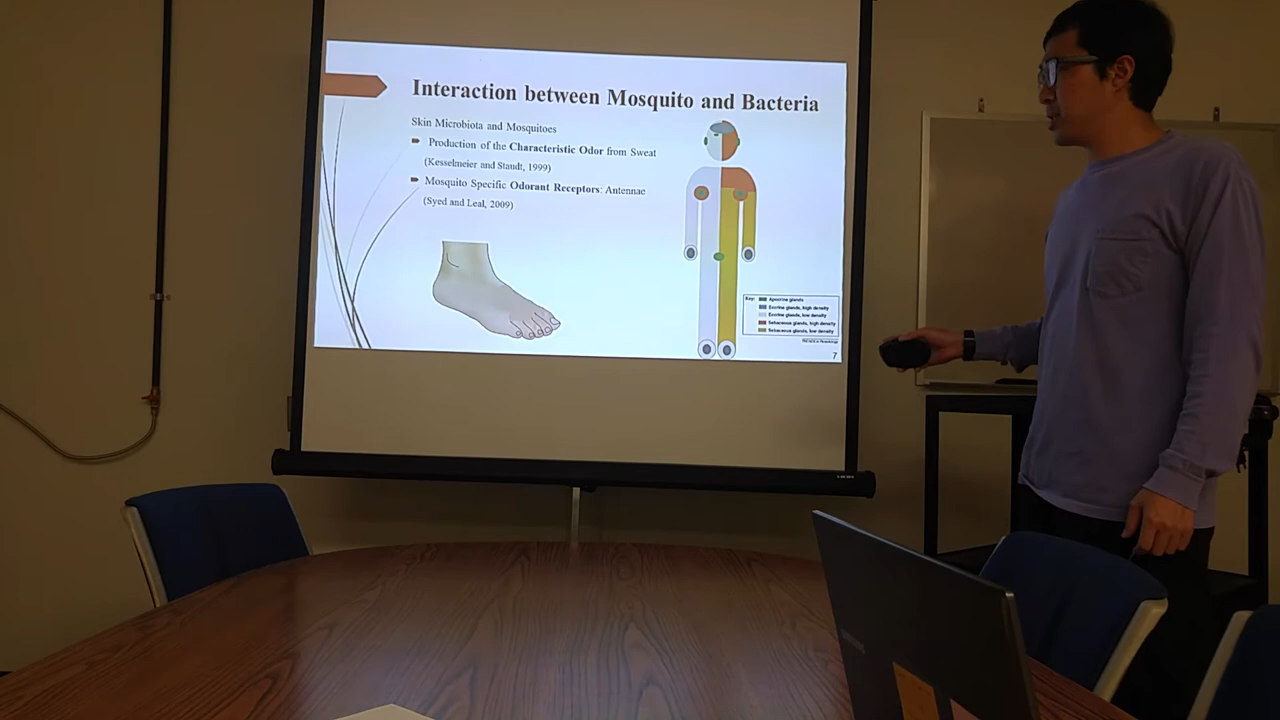 Interaction between Mosquito and Bacteria
Skin Microbiota and Mosquitoes
Production of the Characteristic Odor from Sweat
(Kesselmeier and Staudt, 1999)
Mosquito Specific Odorant Receptors: Antennae
(Syed and Leal, 2009)
Key:
Apocrine glands
Eccrine glands, high density
Eccrine glands, low density
Sebaceous glands, high density
Sebaceous glands, low density
7